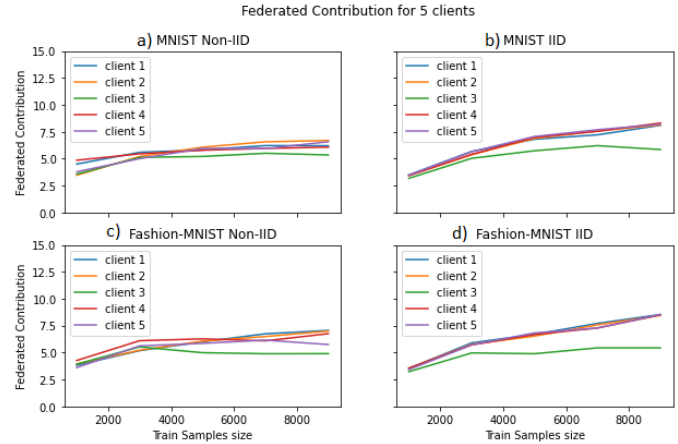 Federated Contribution for 5 clients
a) MNIST Non-IID
b) MNIST IID
Federated Contribution
15.0
12.5
10.0
7.5
5.0
2.5
0.0
client 1
client 2
client 3
client 4
client 5
client 1
client 2
client 3
client 4
client 5
c) Fashion-MNIST Non-IID
d) Fashion-MNIST IID
Federated Contribution
15.0
12.5
10.0
7.5
5.0
2.5
0.0
client 1
client 2
client 3
client 4
client 5
client 1
client 2
client 3
client 4
client 5
2000 4000 6000 8000
2000 4000 6000 8000
Train Samples size
Train Samples size